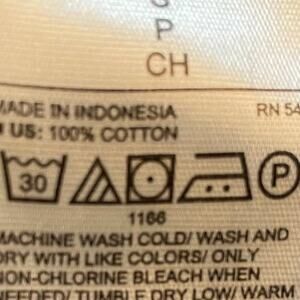 S
P
CH
MADE IN INDONESIA RN 54
US: 100% COTTON
30 P
1166
MACHINE WASH COLD/ WASH AND
DRY WITH LIKE COLORS/ ONLY
NON-CHLORINE BLEACH WHEN
NEEDED/ TUMBLE DRY LOW/ WARM